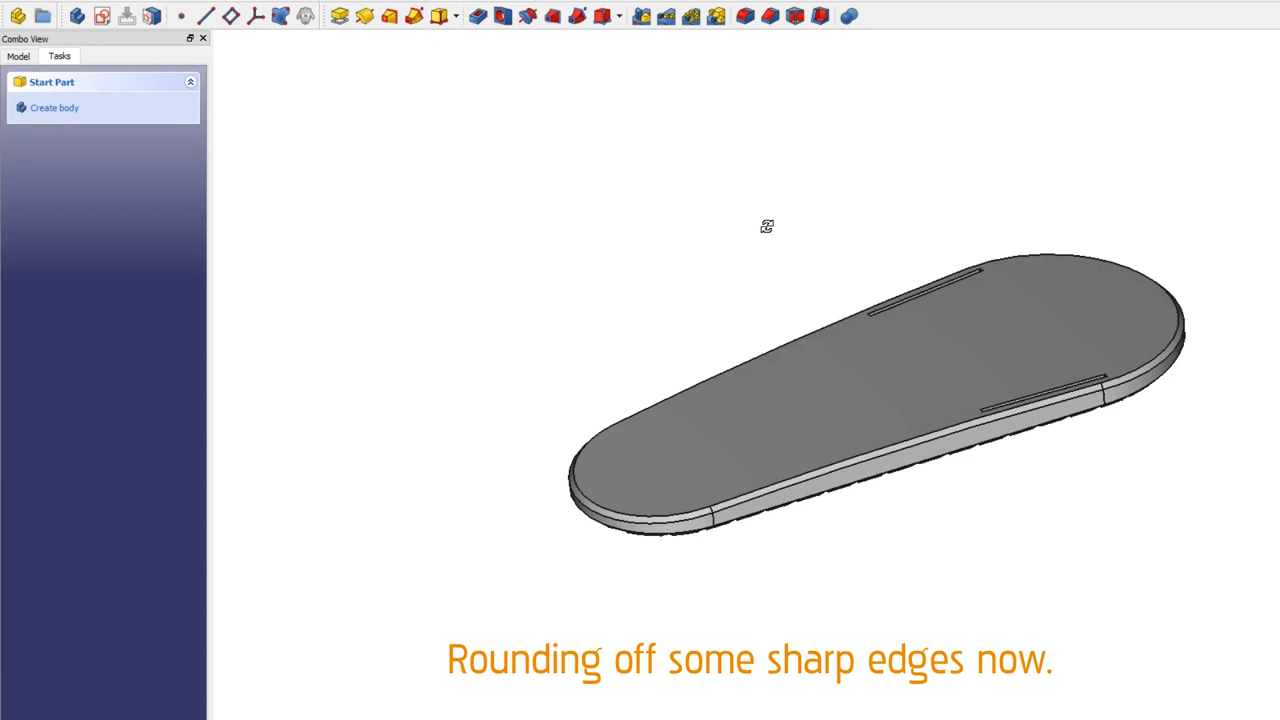 Combo View
Model
Tasks
Start Part
Create body
Rounding off some sharp edges now.